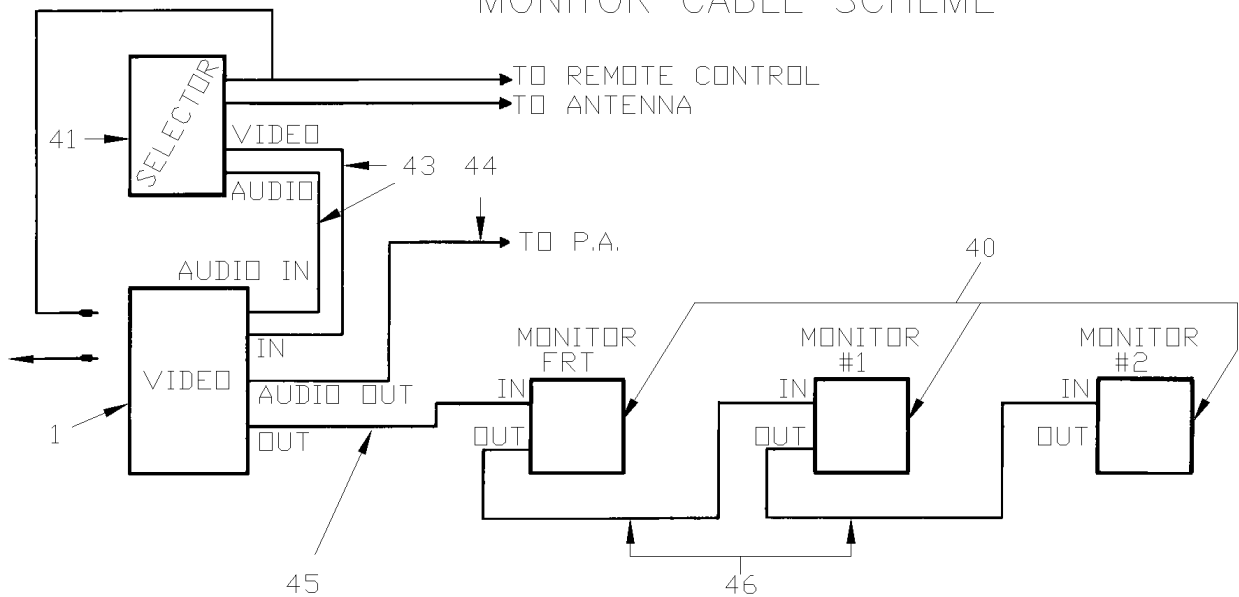 MONITOR CABLE SCHEME
TO REMOTE CONTROL
TO ANTENNA
SELECTOR
41
VIDEO
43 44
AUDIO
TO P.A.
40
AUDIO IN
IN
VIDEO
AUDIO OUT
OUT
1
MONITOR
FRT
IN
OUT
MONITOR
#1
IN
OUT
MONITOR
#2
IN
OUT
45
46